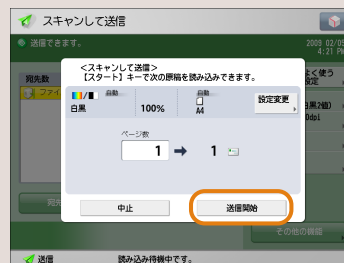 スキャンして送信
送信できます。
2009 02/05
4:21 PM
宛先数
よく使う
設定
ファイ
<スキャンして送信>
【スタート】キーで次の原稿を読み込みできます。
自動
自動
白黒
100%
A4
設定変更
ページ数
1 → 1
中止
送信開始
その他の機能
送信
読み込み待機中です。